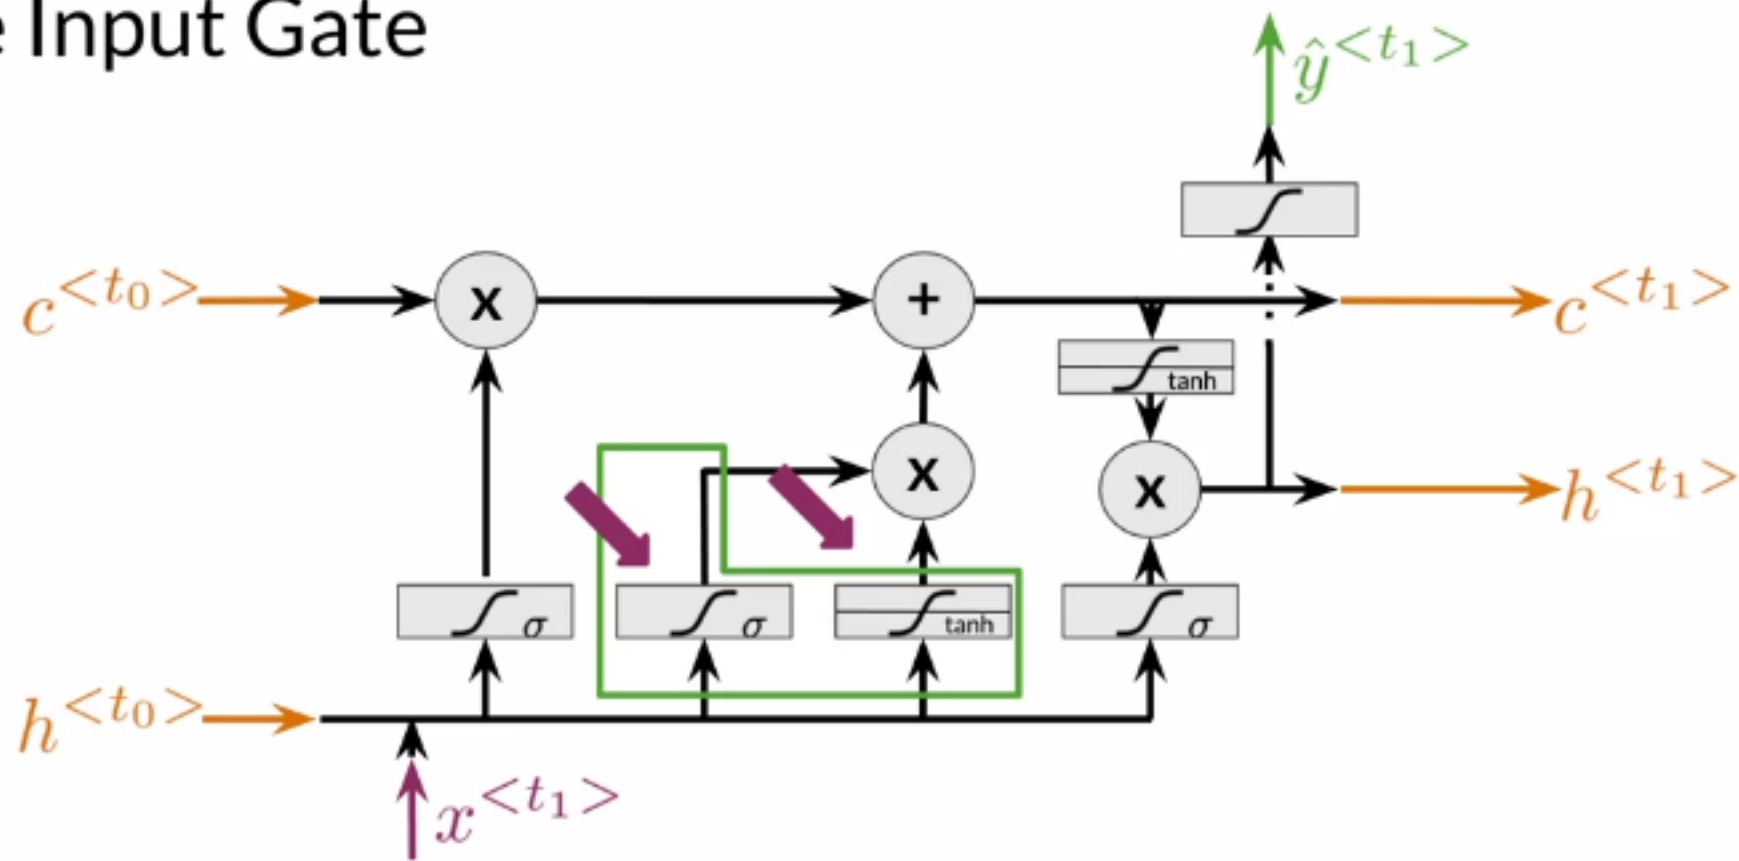 e Input Gate
ŷ<t₁>
c<t₀>
x
+
c<t₁>
tanh
x
x
h<t₁>
σ
σ
tanh
σ
h<t₀>
x<t₁>